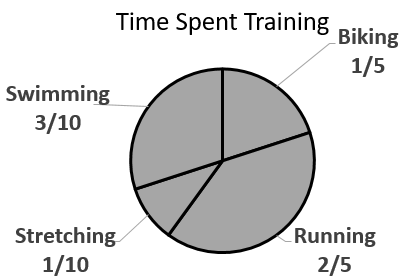 Time Spent Training
Biking
1/5
Swimming
3/10
Stretching
1/10
Running
2/5